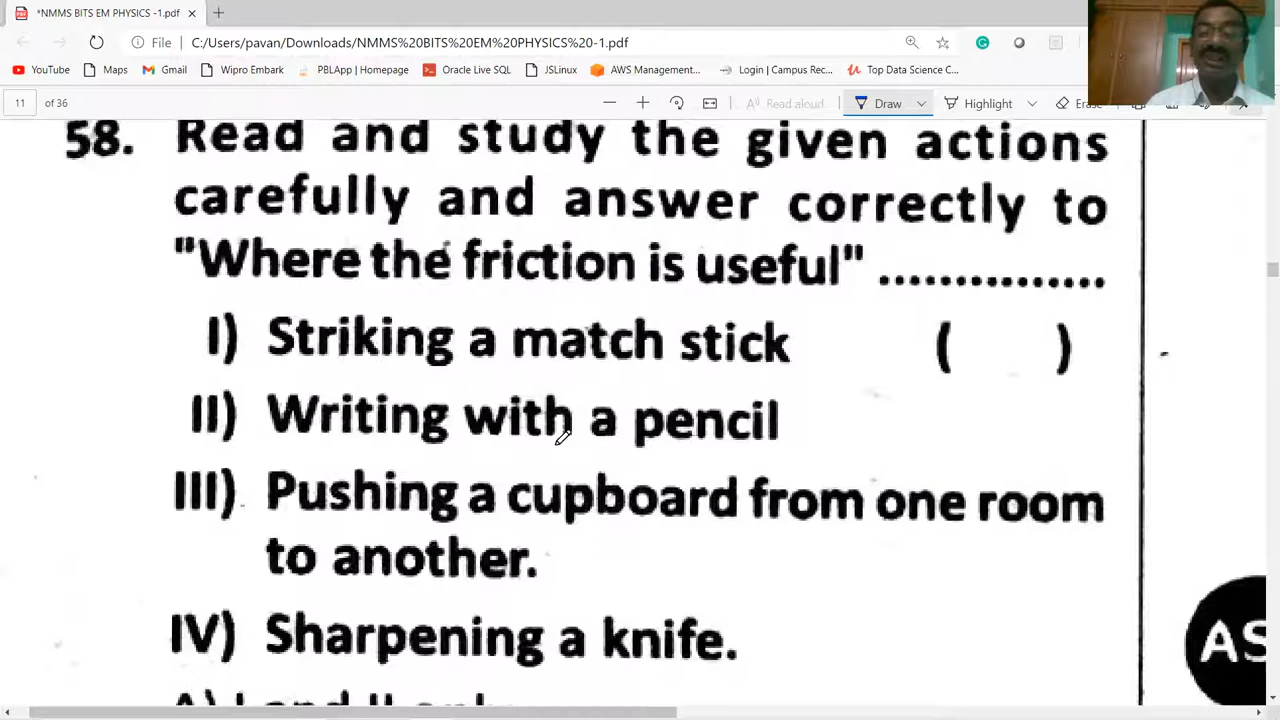 *NMMS BITS EM PHYSICS -1.pdf
File C:/Users/pavan/Downloads/NMMS%20BITS%20EM%20PHYSICS%20-1.pdf
YouTube Maps Gmail Wipro Embark PBLApp | Homepage Oracle Live SQL JSLinux AWS Management... Login | Campus Rec... Top Data Science C...
11 of 36 Read aloud Draw Highlight Erase
58. Read and study the given actions
carefully and answer correctly to
"Where the friction is useful" ...............
I) Striking a match stick ( )
II) Writing with a pencil
III) Pushing a cupboard from one room
to another.
IV) Sharpening a knife.
AS
A) I and II only